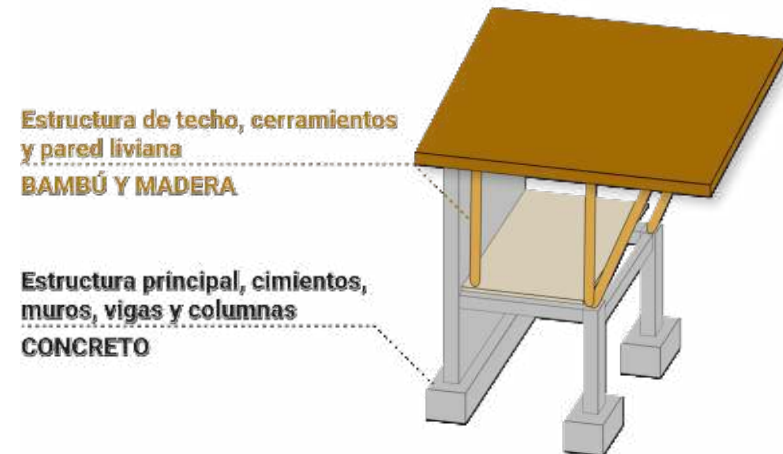 Estructura de techo, cerramientos
y pared liviana
BAMBÚ Y MADERA
Estructura principal, cimientos,
muros, vigas y columnas
CONCRETO